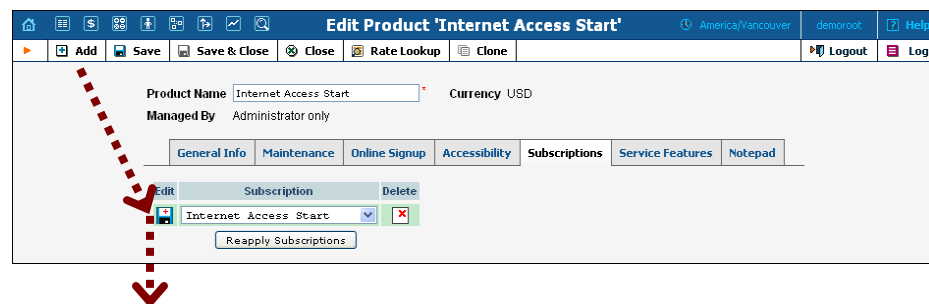 Edit Product 'Internet Access Start' America/Vancouver demoroot ? Help
Add Save Save & Close Close Rate Lookup Clone Logout Log
Product Name Internet Access Start * Currency USD
Managed By Administrator only
General Info Maintenance Online Signup Accessibility Subscriptions Service Features Notepad
Edit Subscription Delete
Internet Access Start
Reapply Subscriptions